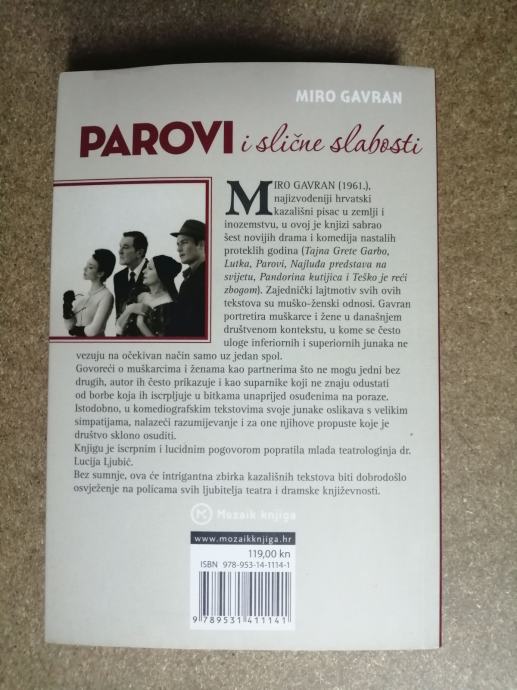 MIRO GAVRAN
PAROVI i slične slabosti
MIRO GAVRAN (1961.),
najizvođeniji hrvatski
kazališni pisac u zemlji i
inozemstvu, u ovoj je knjizi sabrao
šest novijih drama i komedija nastalih
proteklih godina (Tajna Grete Garbo,
Lutka, Parovi, Najluđa predstava na
svijetu, Pandorina kutijica i Teško je reći
zbogom). Zajednički lajtmotiv svih ovih
tekstova su muško-ženski odnosi. Gavran
portretira muškarce i žene u današnjem
društvenom kontekstu, u kome se često
uloge inferiornih i superiornih junaka ne
vezuju na očekivan način samo uz jedan spol.
Govoreći o muškarcima i ženama kao partnerima što ne mogu jedni bez
drugih, autor ih često prikazuje i kao suparnike koji ne znaju odustati
od borbe koja ih iscrpljuje u bitkama unaprijed osuđenima na poraze.
Istodobno, u komediografskim tekstovima svoje junake oslikava s velikim
simpatijama, nalazeći razumijevanje i za one njihove propuste koje je
društvo sklono osuditi.
Knjigu je iscrpnim i lucidnim pogovorom popratila mlada teatrologinja dr.
Lucija Ljubić.
Bez sumnje, ova će intrigantna zbirka kazališnih tekstova biti dobrodošlo
osvježenje na policama svih ljubitelja teatra i dramske književnosti.
Mozaik knjiga
www.mozaikknjiga.hr
119,00 kn
ISBN 978-953-14-1114-1
9 789531 411141